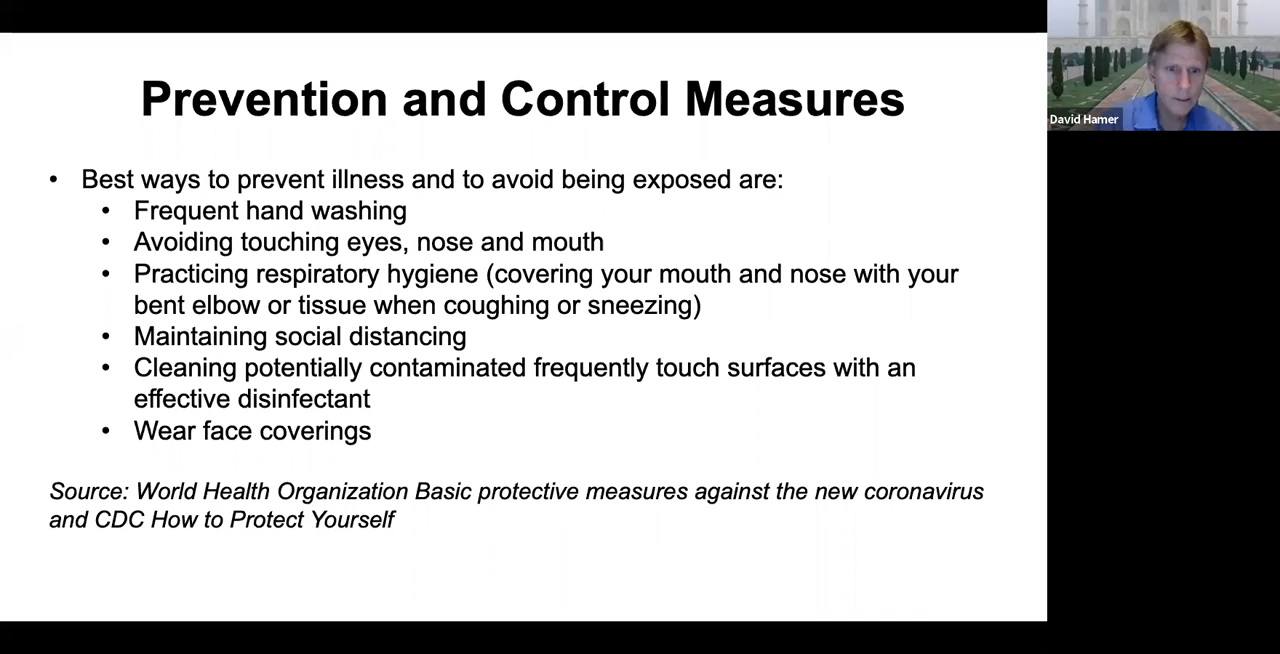 Prevention and Control Measures
• Best ways to prevent illness and to avoid being exposed are:
• Frequent hand washing
• Avoiding touching eyes, nose and mouth
• Practicing respiratory hygiene (covering your mouth and nose with your
bent elbow or tissue when coughing or sneezing)
• Maintaining social distancing
• Cleaning potentially contaminated frequently touch surfaces with an
effective disinfectant
• Wear face coverings
Source: World Health Organization Basic protective measures against the new coronavirus
and CDC How to Protect Yourself
David Hamer